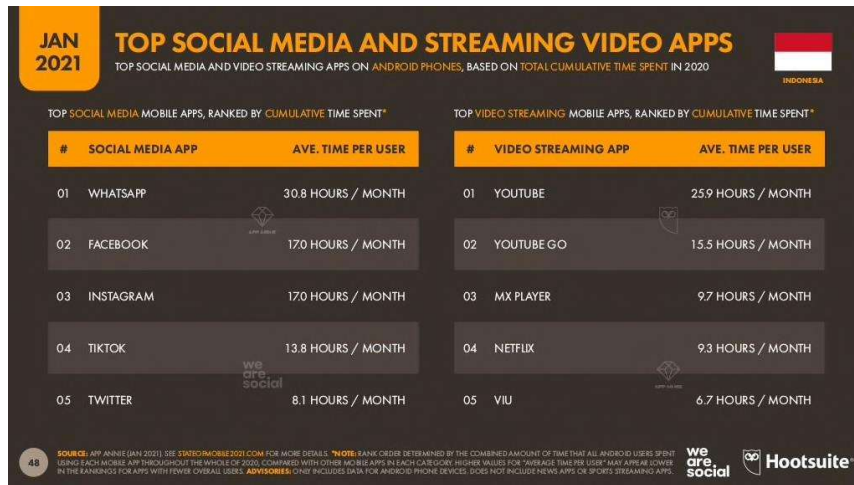 JAN
2021
TOP SOCIAL MEDIA AND STREAMING VIDEO APPS
TOP SOCIAL MEDIA AND VIDEO STREAMING APPS ON ANDROID PHONES, BASED ON TOTAL CUMULATIVE TIME SPENT IN 2020
INDONESIA
TOP SOCIAL MEDIA MOBILE APPS, RANKED BY CUMULATIVE TIME SPENT*
# SOCIAL MEDIA APP AVE. TIME PER USER
01 WHATSAPP 30.8 HOURS / MONTH
02 FACEBOOK 17.0 HOURS / MONTH
03 INSTAGRAM 17.0 HOURS / MONTH
04 TIKTOK 13.8 HOURS / MONTH
05 TWITTER 8.1 HOURS / MONTH
TOP VIDEO STREAMING MOBILE APPS, RANKED BY CUMULATIVE TIME SPENT*
# VIDEO STREAMING APP AVE. TIME PER USER
01 YOUTUBE 25.9 HOURS / MONTH
02 YOUTUBE GO 15.5 HOURS / MONTH
03 MX PLAYER 9.7 HOURS / MONTH
04 NETFLIX 9.3 HOURS / MONTH
05 VIU 6.7 HOURS / MONTH
APP ANNIE
we
are
social
APP ANNIE
48
SOURCE: APP ANNIE (JAN 2021). SEE STATEOFMOBILE2021.COM FOR MORE DETAILS. *NOTE: RANK ORDER DETERMINED BY THE COMBINED AMOUNT OF TIME THAT ALL ANDROID USERS SPENT
USING EACH MOBILE APP THROUGHOUT THE WHOLE OF 2020, COMPARED WITH OTHER MOBILE APPS IN EACH CATEGORY. HIGHER VALUES FOR "AVERAGE TIME PER USER" MAY APPEAR LOWER
IN THE RANKINGS FOR APPS WITH FEWER OVERALL USERS. ADVISORIES: ONLY INCLUDES DATA FOR ANDROID PHONE DEVICES. DOES NOT INCLUDE NEWS APPS OR SPORTS STREAMING APPS.
we
are
social
Hootsuite